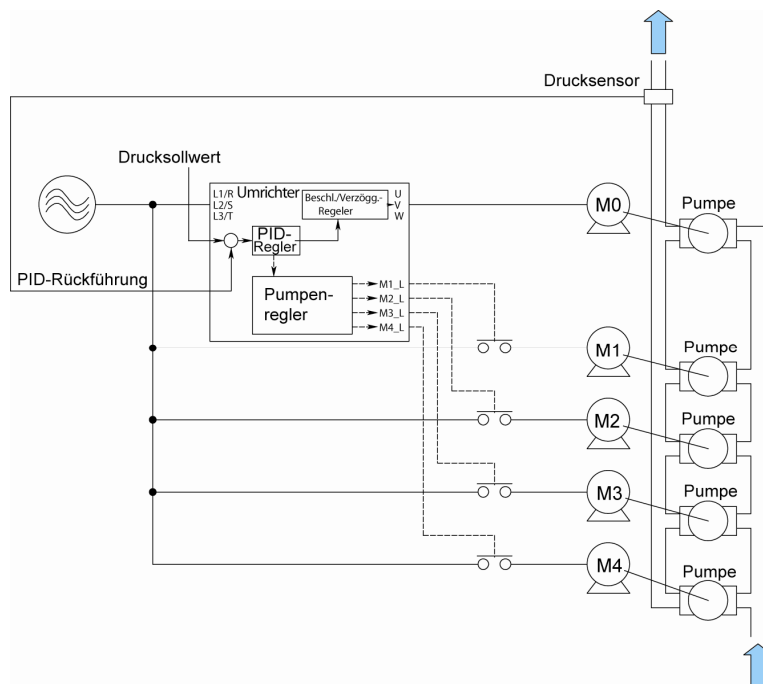 Drucksensor
Drucksollwert
L1/R
L2/S
L3/T
Umrichter
Beschl./Verzögg.-
Regeler
U
V
W
M0
Pumpe
PID-
Regler
PID-Rückführung
Pumpen-
regler
M1_L
M2_L
M3_L
M4_L
M1
Pumpe
M2
Pumpe
M3
Pumpe
M4
Pumpe